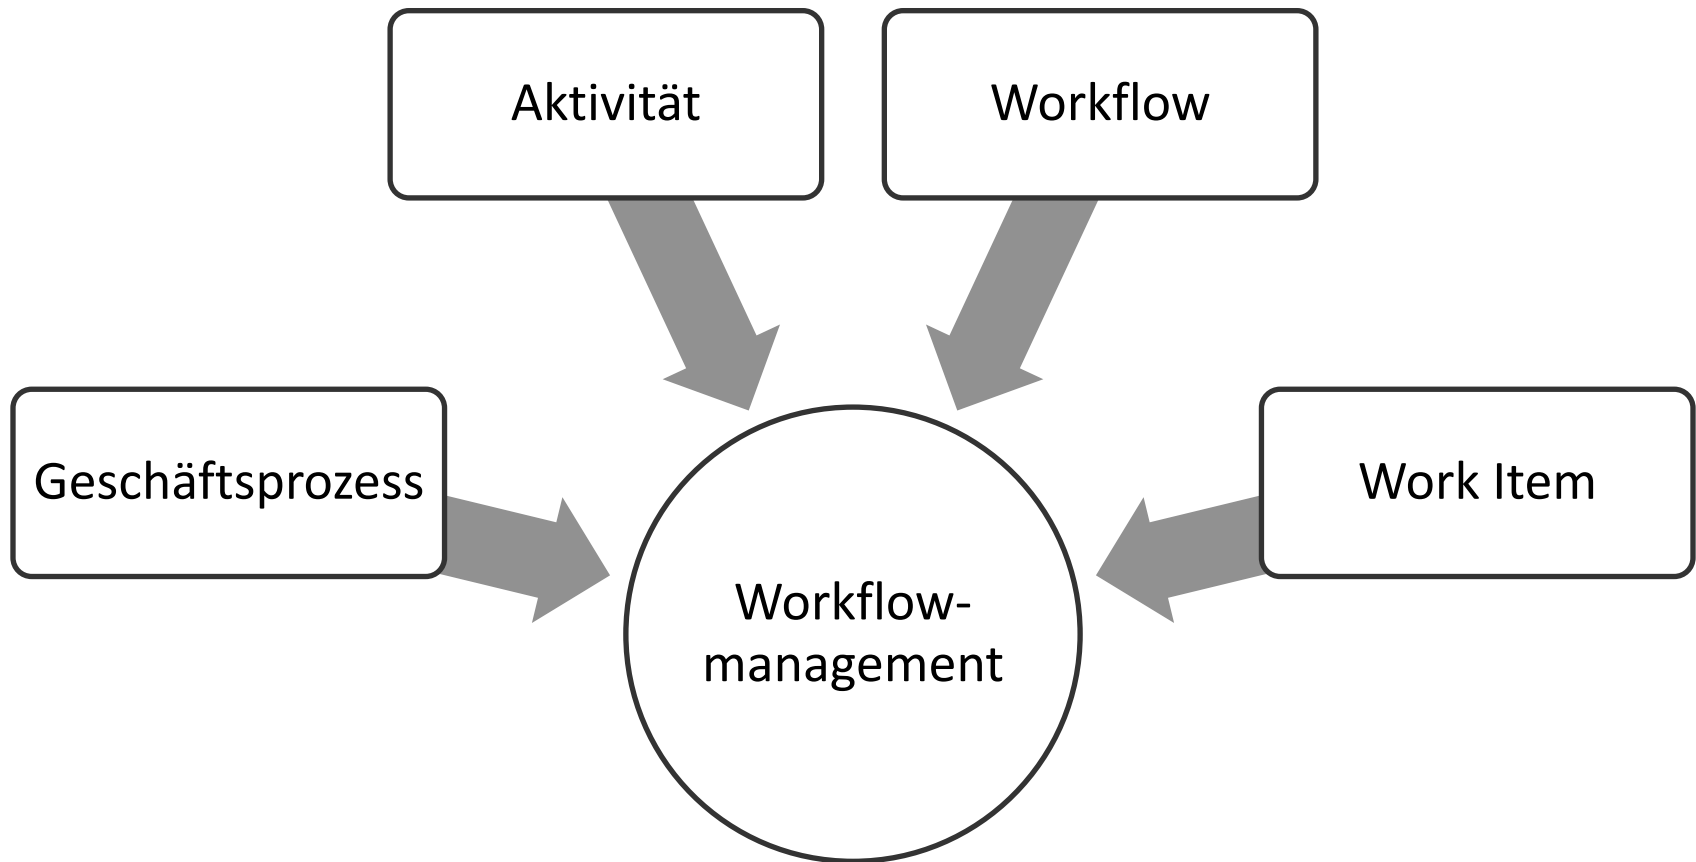 Aktivität
Workflow
Geschäftsprozess
Work Item
Workflow-
management